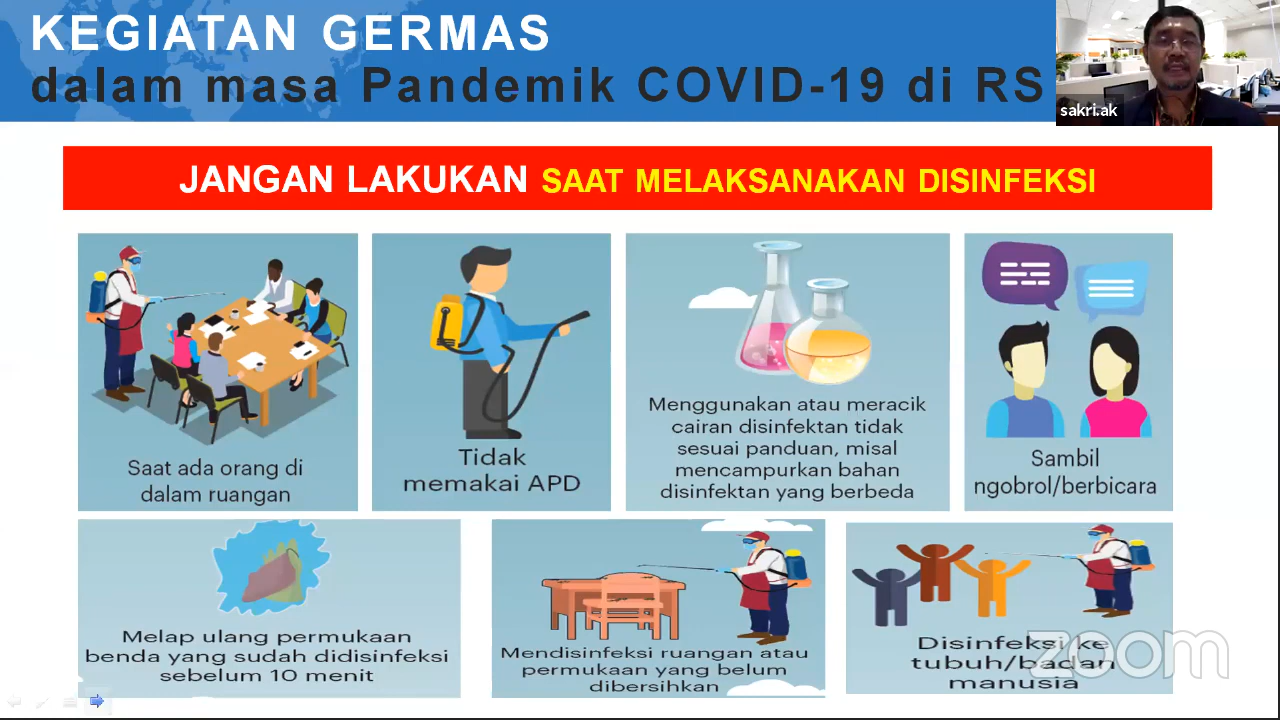 KEGIATAN GERMAS
dalam masa Pandemik COVID-19 di RS
sakri.ak
JANGAN LAKUKAN SAAT MELAKSANAKAN DISINFEKSI
Saat ada orang di
dalam ruangan
Tidak
memakai APD
Menggunakan atau meracik
cairan disinfektan tidak
sesuai panduan, misal
mencampurkan bahan
disinfektan yang berbeda
Sambil
ngobrol/berbicara
Melap ulang permukaan
benda yang sudah didisinfeksi
sebelum 10 menit
Mendisinfeksi ruangan atau
permukaan yang belum
dibersihkan
Disinfeksi ke
tubuh/badan
manusia
zoom